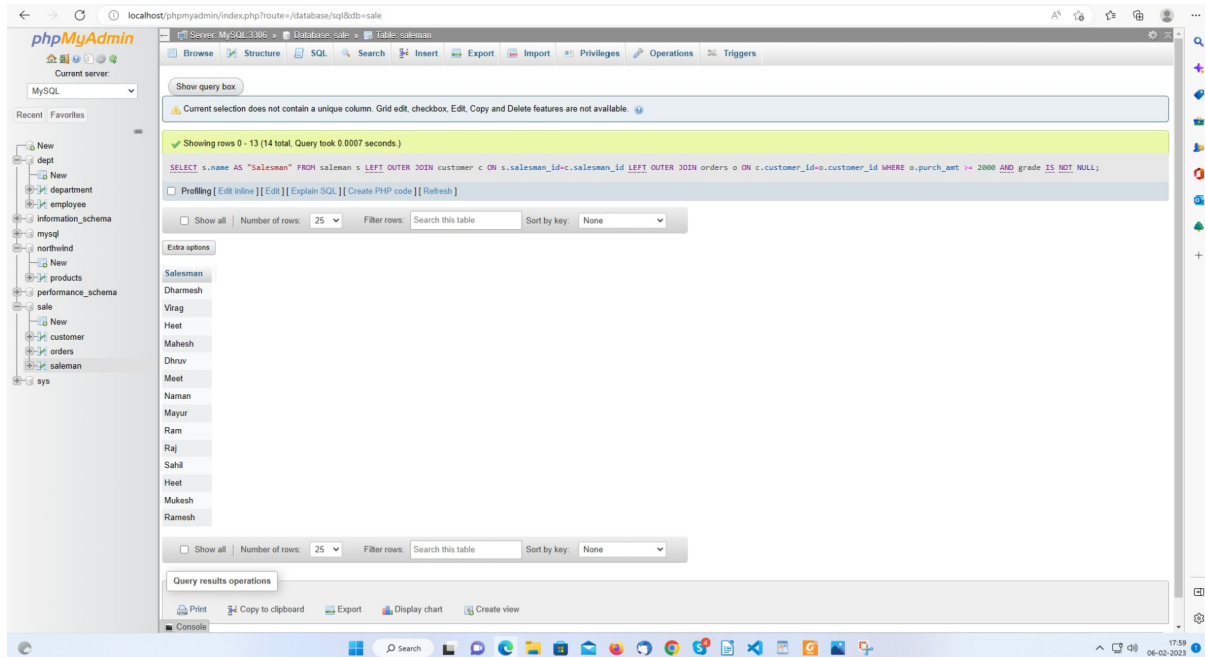 localhost/phpmyadmin/index.php?route=/database/sql&db=sale
phpMyAdmin
Current server:
MySQL
Recent Favorites
New
dept
New
department
employee
information_schema
mysql
northwind
New
products
performance_schema
sale
New
customer
orders
saleman
sys
Server: MySQL:3306 » Database: sale » Table: saleman
Browse Structure SQL Search Insert Export Import Privileges Operations Triggers
Show query box
Current selection does not contain a unique column. Grid edit, checkbox, Edit, Copy and Delete features are not available.
Showing rows 0 - 13 (14 total, Query took 0.0007 seconds.)
SELECT s.name AS "Salesman" FROM saleman s LEFT OUTER JOIN customer c ON s.salesman_id=c.salesman_id LEFT OUTER JOIN orders o ON c.customer_id=o.customer_id WHERE o.purch_amt >= 2000 AND grade IS NOT NULL;
Profiling [ Edit inline ] [ Edit ] [ Explain SQL ] [ Create PHP code ] [ Refresh ]
Show all | Number of rows: 25 Filter rows: Search this table Sort by key: None
Extra options
Salesman
Dharmesh
Virag
Heet
Mahesh
Dhruv
Meet
Naman
Mayur
Ram
Raj
Sahil
Heet
Mukesh
Ramesh
Show all | Number of rows: 25 Filter rows: Search this table Sort by key: None
Query results operations
Print Copy to clipboard Export Display chart Create view
Console
Search
17:59
06-02-2023